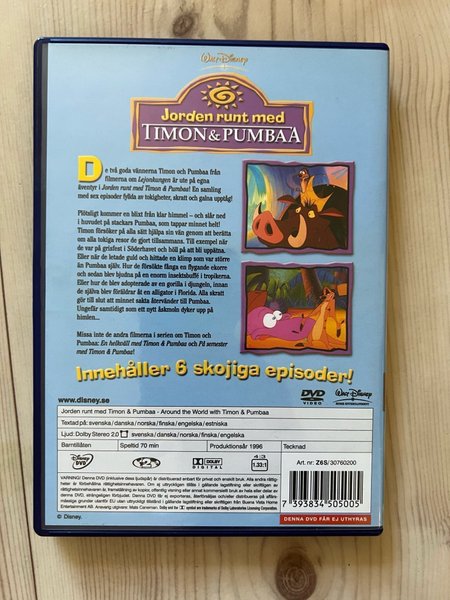 Walt Disney
Jorden runt med
TIMON & PUMBAA
De två goda vännerna Timon och Pumbaa från
filmerna om Lejonkungen är ute på egna
äventyr i Jorden runt med Timon & Pumbaa! En samling
med sex episoder fyllda av tokigheter, skratt och galna upptåg!
Plötsligt kommer en blixt från klar himmel – och slår ned
i huvudet på stackars Pumbaa, som tappar minnet helt!
Timon försöker på alla sätt hjälpa sin vän genom att berätta
om alla tokiga resor de gjort tillsammans. Till exempel när
de var på grisfest i Söderhavet och höll på att bli uppätna.
Eller när de letade guld och hittade en klimp som var större
än Pumbaa själv. Hur de försökte fånga en flygande ekorre
och sedan blev bjudna på en enorm insektsbuffé i tropikerna.
Eller hur de blev adopterade av en gorilla i djungeln, innan
de själva blev föräldrar åt en alligator i Florida. Alla skratt
gör till slut att minnet sakta återvänder till Pumbaa.
Ungefär samtidigt som ett nytt åskmoln dyker upp på
himlen...
Missa inte de andra filmerna i serien om Timon och
Pumbaa: En helkväll med Timon & Pumbaa och På semester
med Timon & Pumbaa!
Innehåller 6 skojiga episoder!
www.disney.se
DVD
VIDEO
Walt Disney
HOME ENTERTAINMENT
Jorden runt med Timon & Pumbaa - Around the World with Timon & Pumbaa
Textad på: svenska/danska/norska/finska/engelska/estniska
Ljud: Dolby Stereo 2.0 svenska/danska/norska/finska/engelska
Barntillåten Speltid 70 min Produktionsår 1996 Tecknad
Disney
DVD
2
DOLBY
DIGITAL
4:3
1.33:1
Art. nr: Z6S/30760200
7 393834 505005
© Disney.
DENNA DVD FÅR EJ UTHYRAS